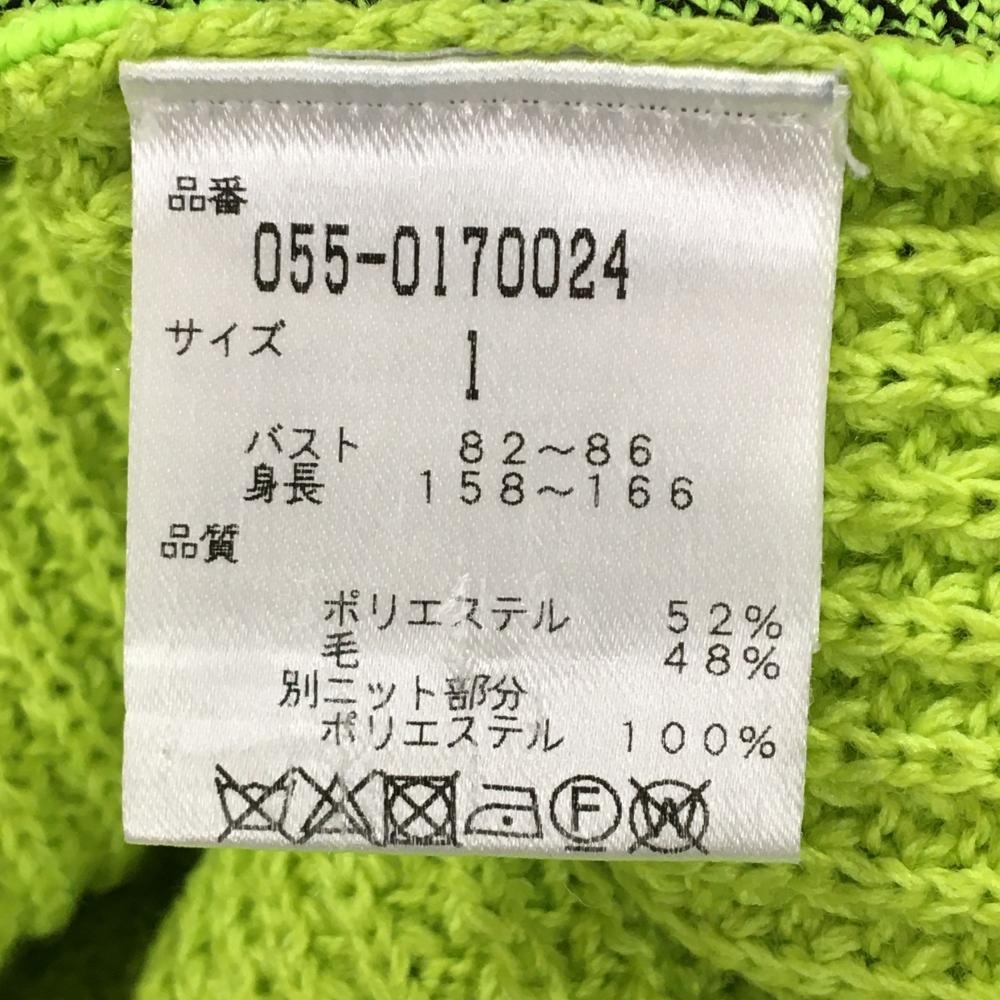 品番
055-0170024
サイズ
1
バスト 82～86
身長 158～166
品質
ポリエステル 52%
毛 48%
別ニット部分
ポリエステル 100%
F W